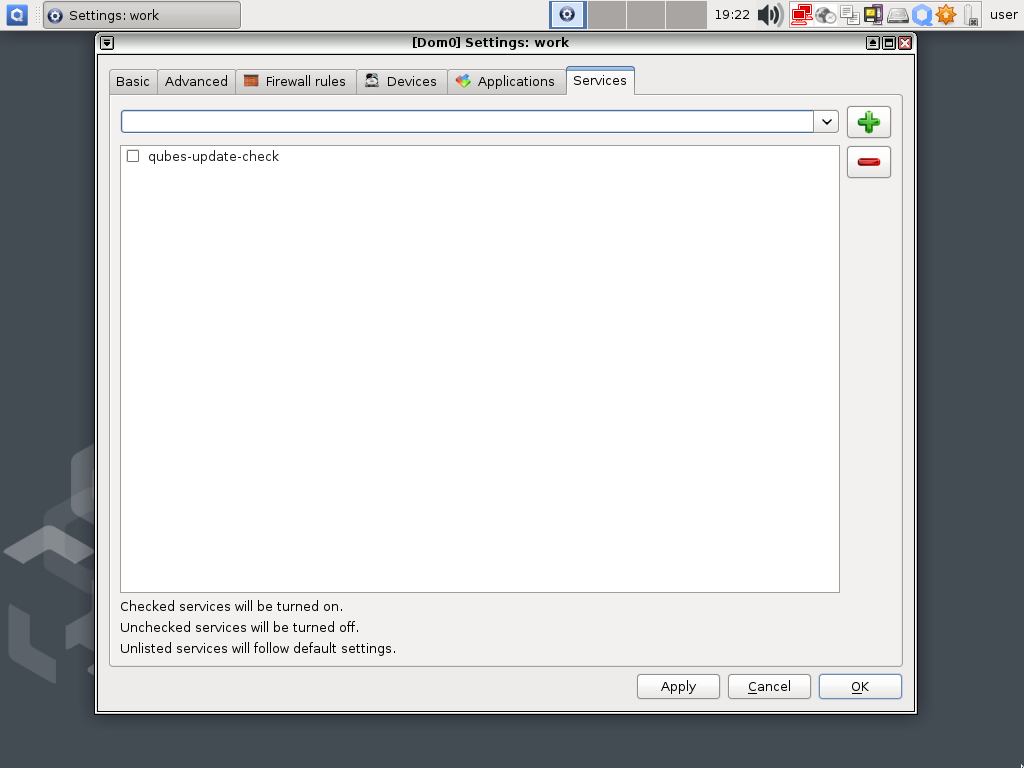 Settings: work
19:22
user
[Dom0] Settings: work
Basic
Advanced
Firewall rules
Devices
Applications
Services
qubes-update-check
Checked services will be turned on.
Unchecked services will be turned off.
Unlisted services will follow default settings.
Apply
Cancel
OK